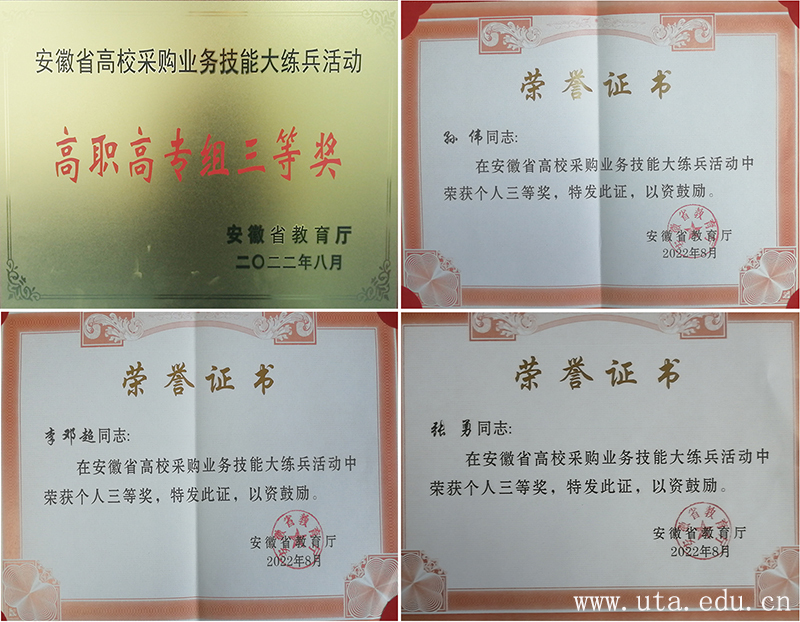 安徽省高校采购业务技能大练兵活动
高职高专组三等奖
安徽省教育厅
二〇二二年八月
荣誉证书
孙 伟同志:
在安徽省高校采购业务技能大练兵活动中
荣获个人三等奖，特发此证，以资鼓励。
安徽省教育厅
2022年8月
荣誉证书
李邓超同志:
在安徽省高校采购业务技能大练兵活动中
荣获个人三等奖，特发此证，以资鼓励。
安徽省教育厅
2022年8月
荣誉证书
张 勇同志:
在安徽省高校采购业务技能大练兵活动中
荣获个人三等奖，特发此证，以资鼓励。
安徽省教育厅
2022年8月
www.uta.edu.cn